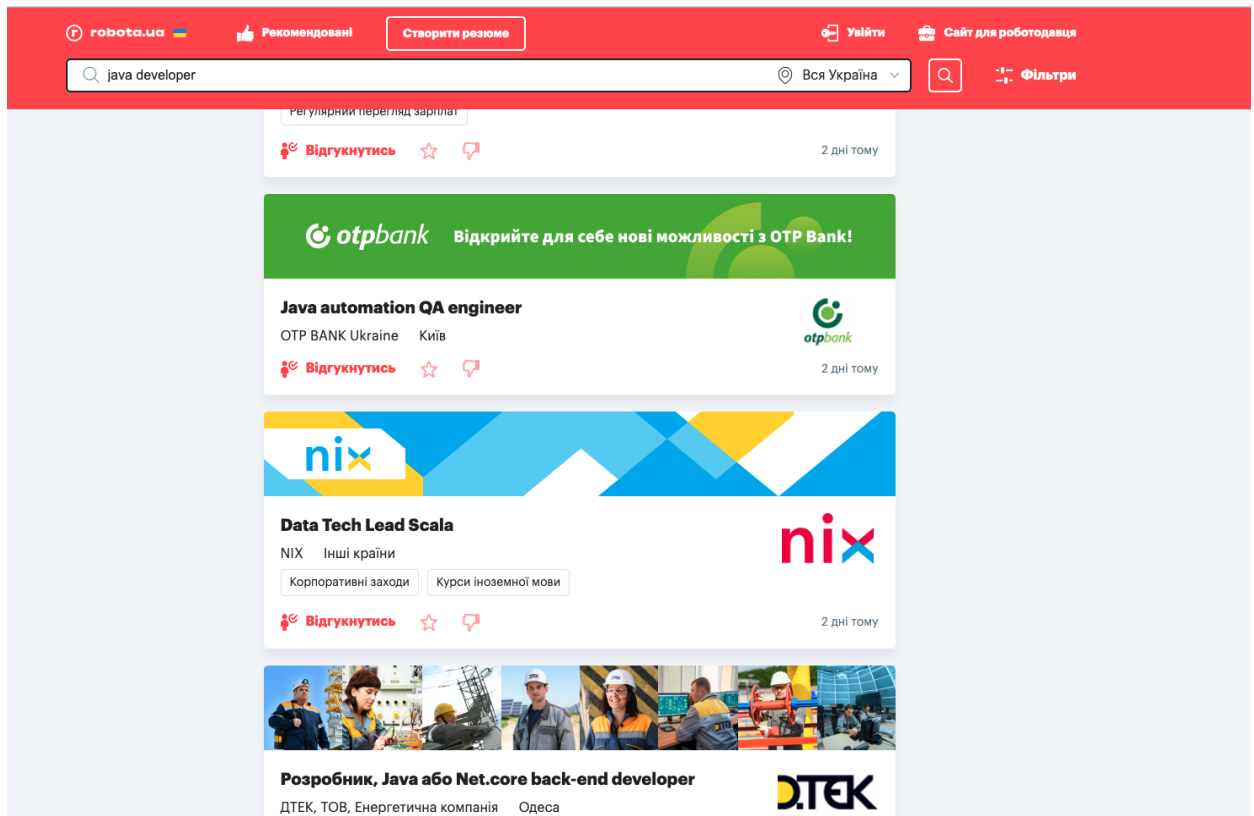 robota.ua
Рекомендовані
Створити резюме
Увійти
Сайт для роботодавця
java developer
Вся Україна
Фільтри
Регулярний перегляд зарплат
Відгукнутись
2 дні тому
otpbank
Відкрийте для себе нові можливості з OTP Bank!
Java automation QA engineer
OTP BANK Ukraine Київ
otpbank
Відгукнутись
2 дні тому
nix
Data Tech Lead Scala
NIX Інші країни
nix
Корпоративні заходи Курси іноземної мови
Відгукнутись
2 дні тому
Розробник, Java або Net.core back-end developer
ДТЕК, ТОВ, Енергетична компанія Одеса
ДТЕК